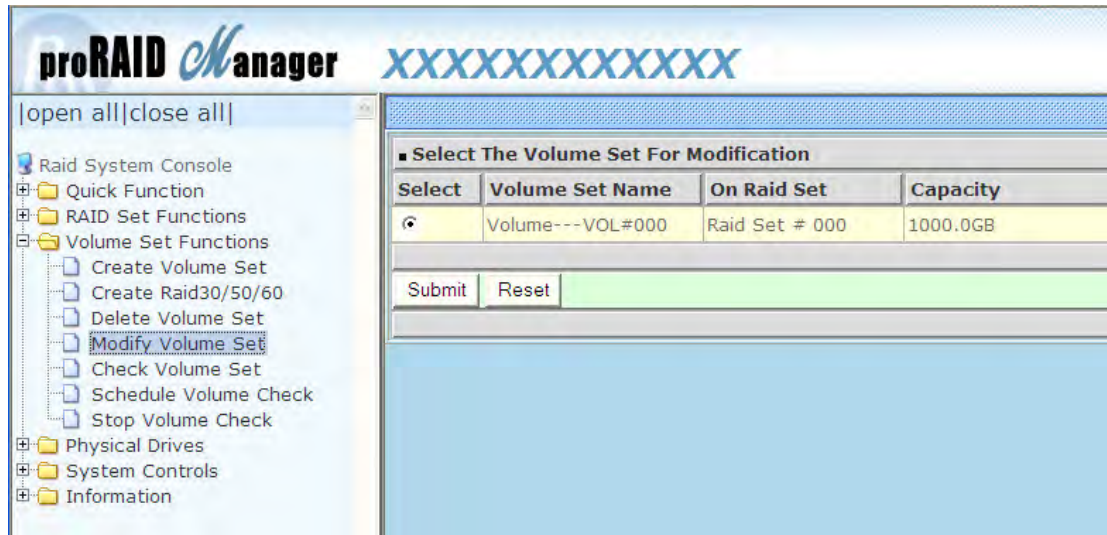 proRAID Manager XXXXXXXXXXXX
|open all|close all|
Raid System Console
Quick Function
RAID Set Functions
Volume Set Functions
Create Volume Set
Create Raid30/50/60
Delete Volume Set
Modify Volume Set
Check Volume Set
Schedule Volume Check
Stop Volume Check
Physical Drives
System Controls
Information
Select The Volume Set For Modification
Select Volume Set Name On Raid Set Capacity
Volume---VOL#000 Raid Set # 000 1000.0GB
Submit Reset